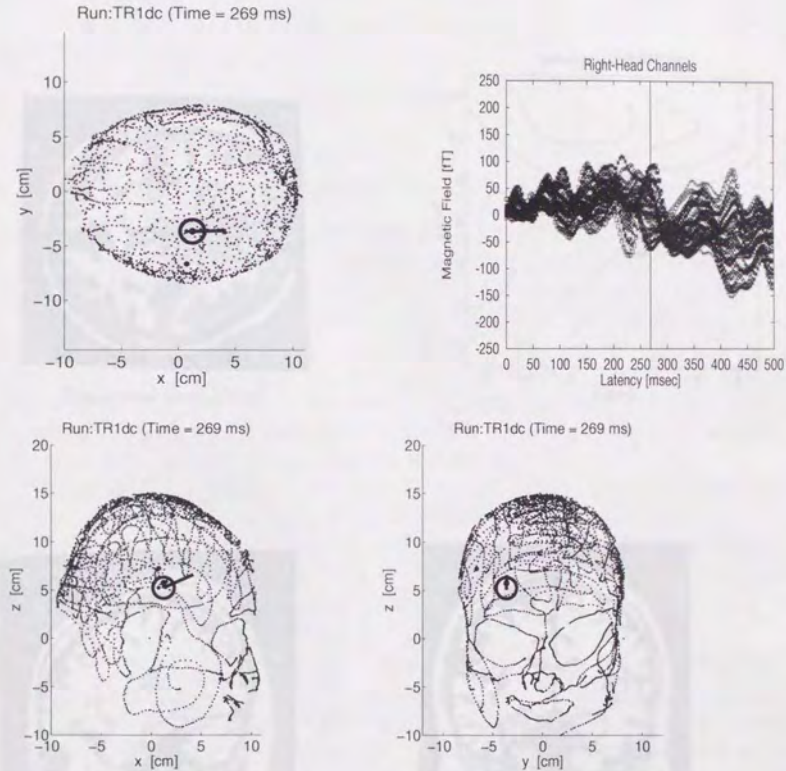 Run:TR1dc (Time = 269 ms)
10
5
0
−5
−10
y [cm]
−10 −5 0 5 10
x [cm]
Right-Head Channels
250
200
150
100
50
0
-50
-100
-150
-200
-250
Magnetic Field [fT]
0 50 100 150 200 250 300 350 400 450 500
Latency [msec]
Run:TR1dc (Time = 269 ms)
20
15
10
5
0
−5
−10
z [cm]
−10 −5 0 5 10
x [cm]
Run:TR1dc (Time = 269 ms)
20
15
10
5
0
−5
−10
z [cm]
−10 −5 0 5 10
y [cm]